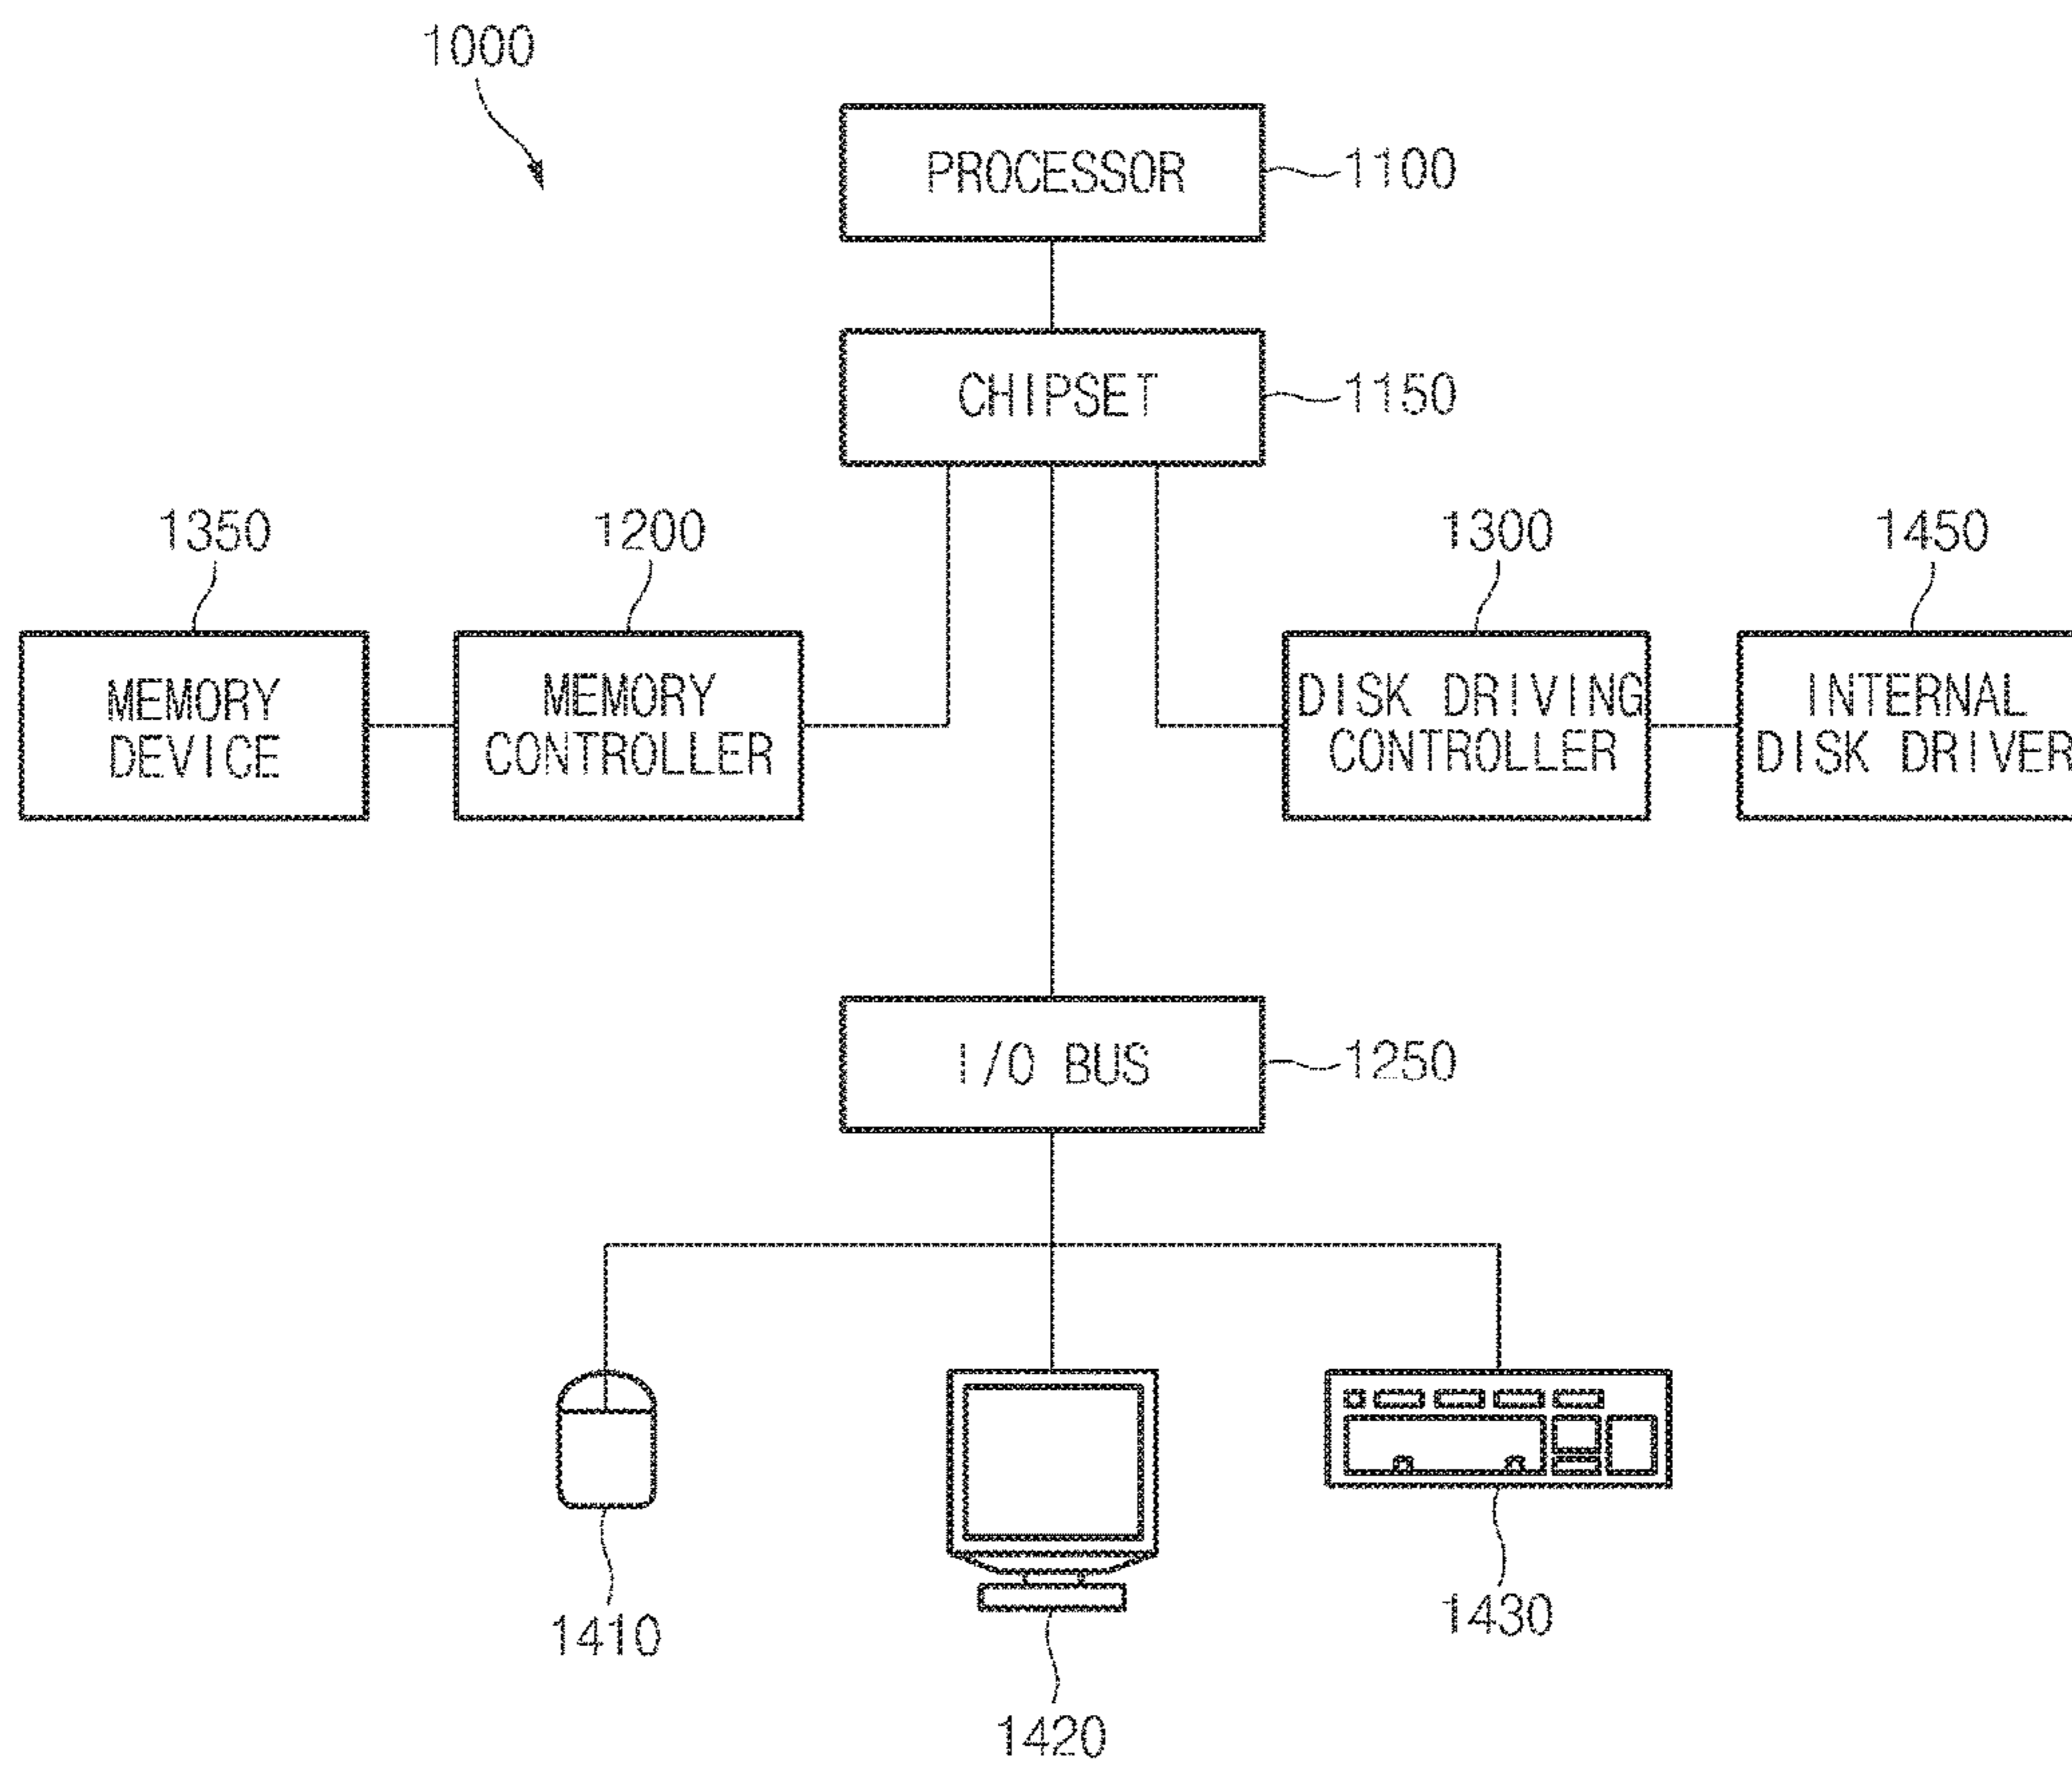 1000
PROCESSOR
1100
CHIPSET
1150
1350
1200
1300
1450
MEMORY
DEVICE
MEMORY
CONTROLLER
DISK DRIVING
CONTROLLER
INTERNAL
DISK DRIVER
I/O BUS
1250
1410
1420
1430